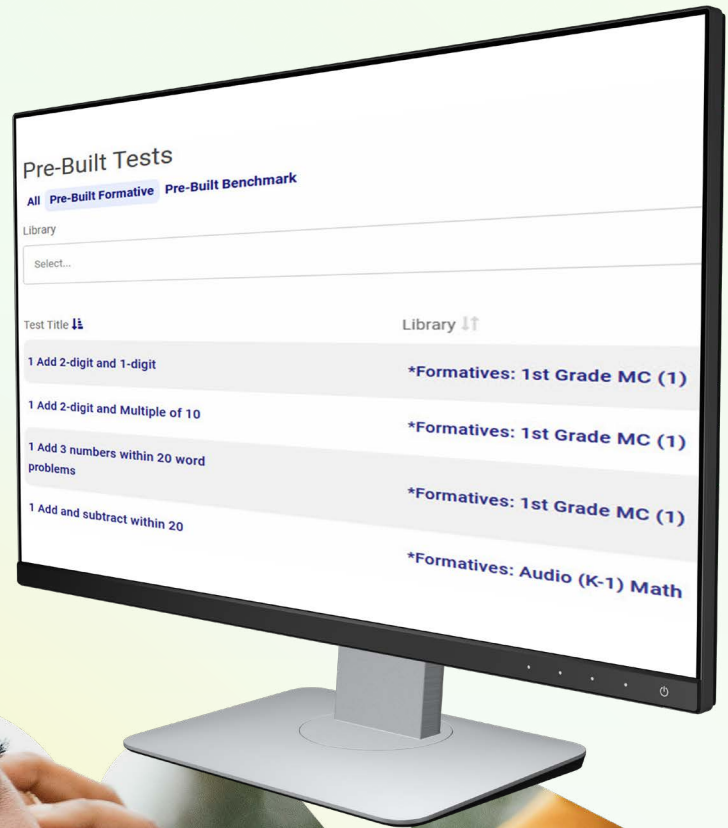 Pre-Built Tests
All Pre-Built Formative Pre-Built Benchmark
Library
Select...
Test Title Library
1 Add 2-digit and 1-digit *Formatives: 1st Grade MC (1)
1 Add 2-digit and Multiple of 10 *Formatives: 1st Grade MC (1)
1 Add 3 numbers within 20 word
problems *Formatives: 1st Grade MC (1)
1 Add and subtract within 20 *Formatives: Audio (K-1) Math